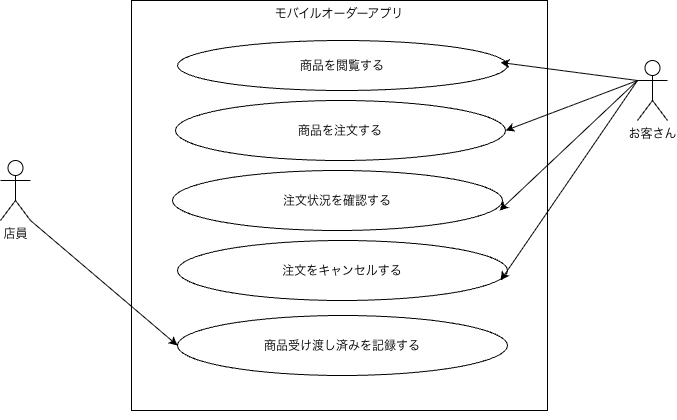 モバイルオーダーアプリ
商品を閲覧する
お客さん
商品を注文する
注文状況を確認する
店員
注文をキャンセルする
商品受け渡し済みを記録する